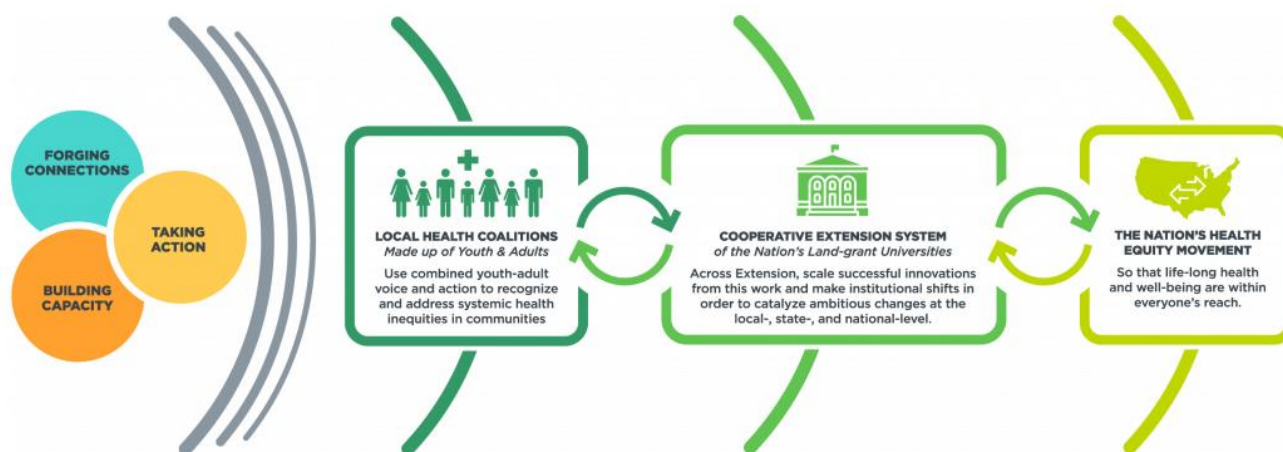 FORGING
CONNECTIONS
TAKING
ACTION
BUILDING
CAPACITY
LOCAL HEALTH COALITIONS
Made up of Youth & Adults
Use combined youth-adult
voice and action to recognize
and address systemic health
inequities in communities
COOPERATIVE EXTENSION SYSTEM
of the Nation's Land-grant Universities
Across Extension, scale successful innovations
from this work and make institutional shifts in
order to catalyze ambitious changes at the
local-, state-, and national-level.
THE NATION'S HEALTH
EQUITY MOVEMENT
So that life-long health
and well-being are within
everyone's reach.